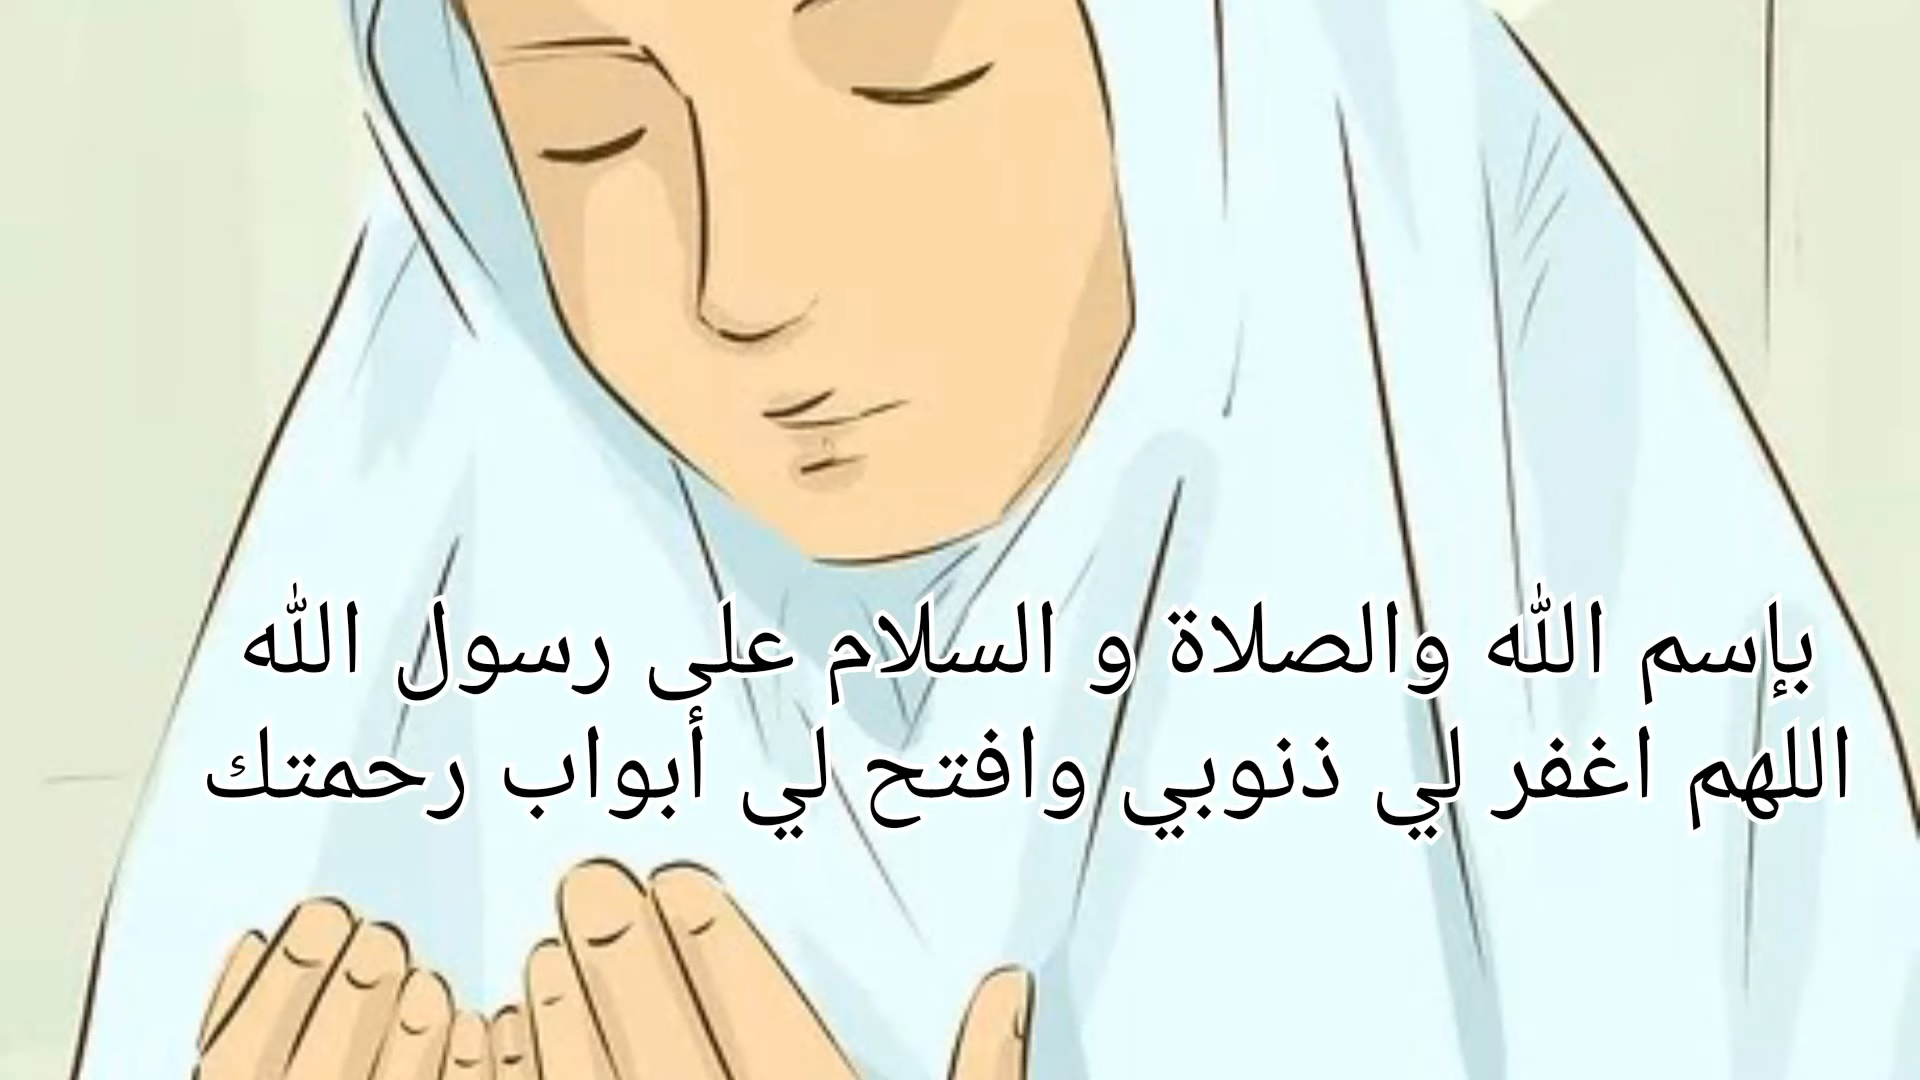 بإسم الله والصلاة و السلام على رسول الله
اللهم اغفر لي ذنوبي وافتح لي أبواب رحمتك